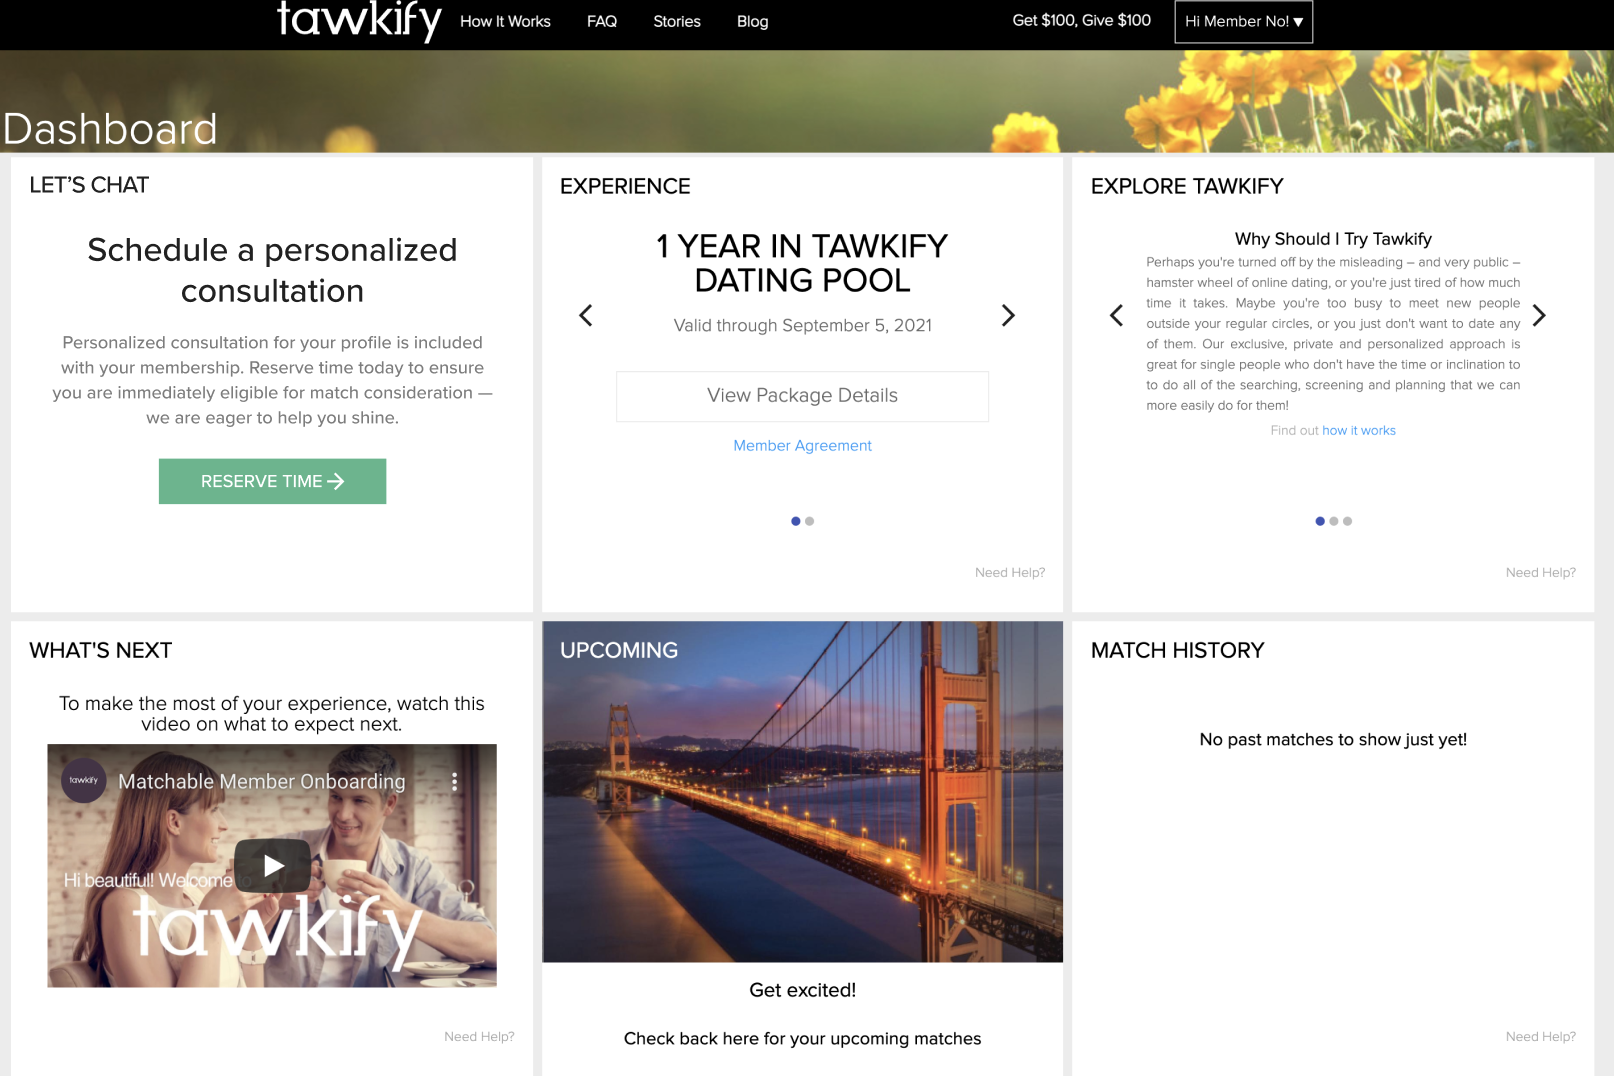 tawkify
How It Works
FAQ
Stories
Blog
Get $100, Give $100
Hi Member No! ▼
Dashboard
LET'S CHAT
Schedule a personalized
consultation
Personalized consultation for your profile is included
with your membership. Reserve time today to ensure
you are immediately eligible for match consideration —
we are eager to help you shine.
RESERVE TIME
EXPERIENCE
1 YEAR IN TAWKIFY
DATING POOL
Valid through September 5, 2021
View Package Details
Member Agreement
Need Help?
EXPLORE TAWKIFY
Why Should I Try Tawkify
Perhaps you're turned off by the misleading – and very public –
hamster wheel of online dating, or you're just tired of how much
time it takes. Maybe you're too busy to meet new people
outside your regular circles, or you just don't want to date any
of them. Our exclusive, private and personalized approach is
great for single people who don't have the time or inclination to
to do all of the searching, screening and planning that we can
more easily do for them!
Find out how it works
Need Help?
WHAT'S NEXT
To make the most of your experience, watch this
video on what to expect next.
tawkify
Matchable Member Onboarding
Hi beautiful! Welcome to
tawkify
Need Help?
UPCOMING
Get excited!
Check back here for your upcoming matches
MATCH HISTORY
No past matches to show just yet!
Need Help?